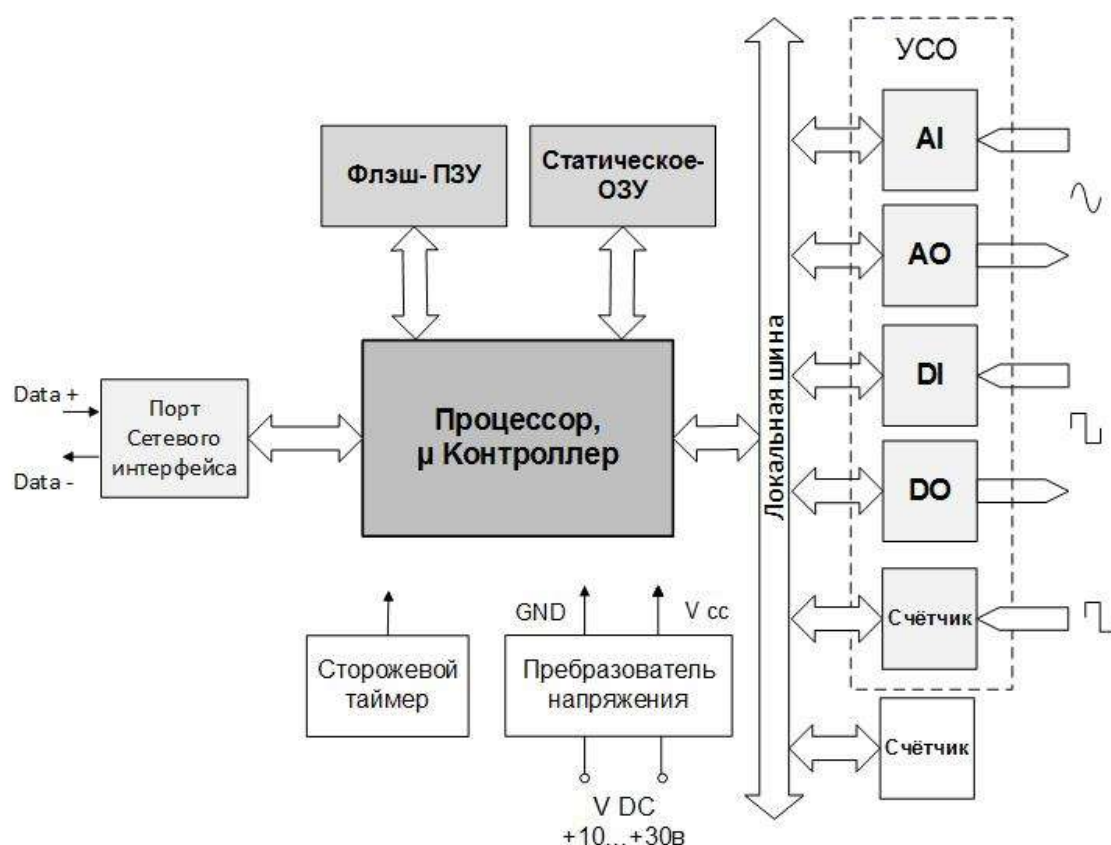 УСО
AI
Флэш- ПЗУ
Статическое-
ОЗУ
AO
Локальная шина
DI
Data +
Порт
Сетевого
интерфейса
Data -
Процессор,
µ Контроллер
DO
GND
V cc
Счётчик
Сторожевой
таймер
Пребразователь
напряжения
Счётчик
V DC
+10...+30в